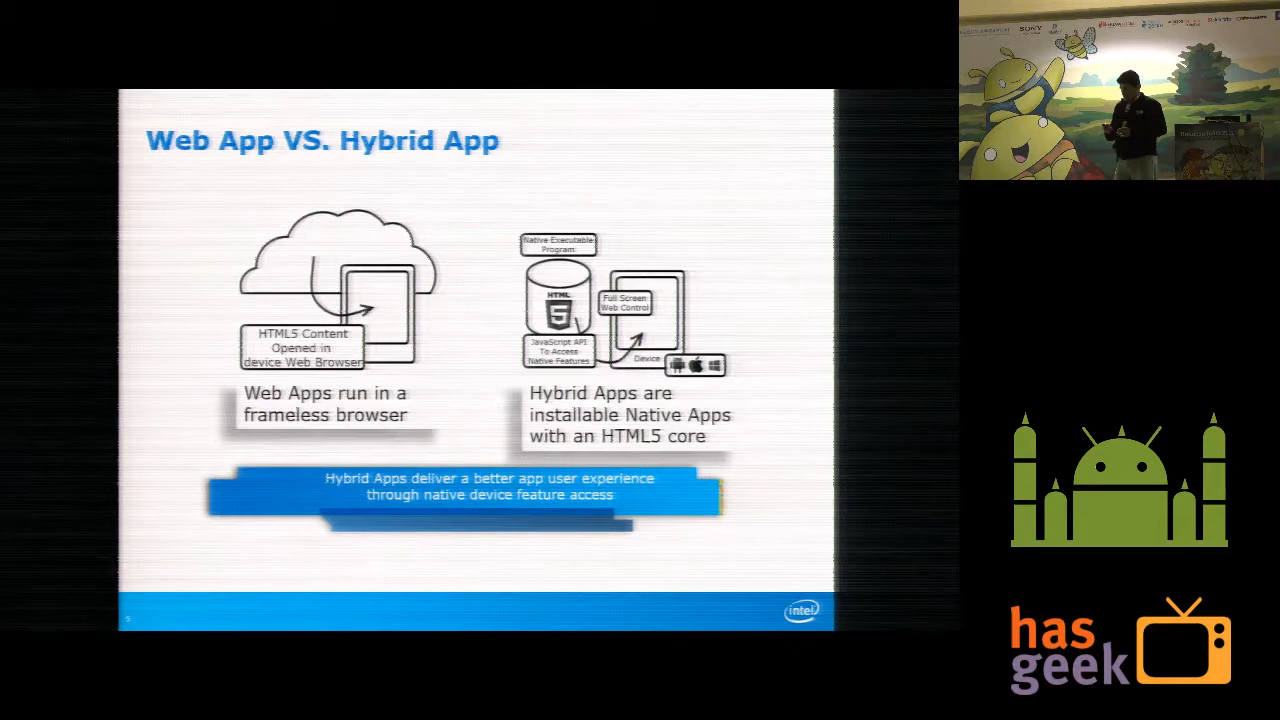 Web App VS. Hybrid App
HTML5 Content
Opened in
device Web Browser
Web Apps run in a
frameless browser
Native Executable
Program
HTML
5
Full Screen
Web Control
JavaScript API
To Access
Native Features
Device
Hybrid Apps are
installable Native Apps
with an HTML5 core
Hybrid Apps deliver a better app user experience
through native device feature access
5
intel
SONY
has
geek